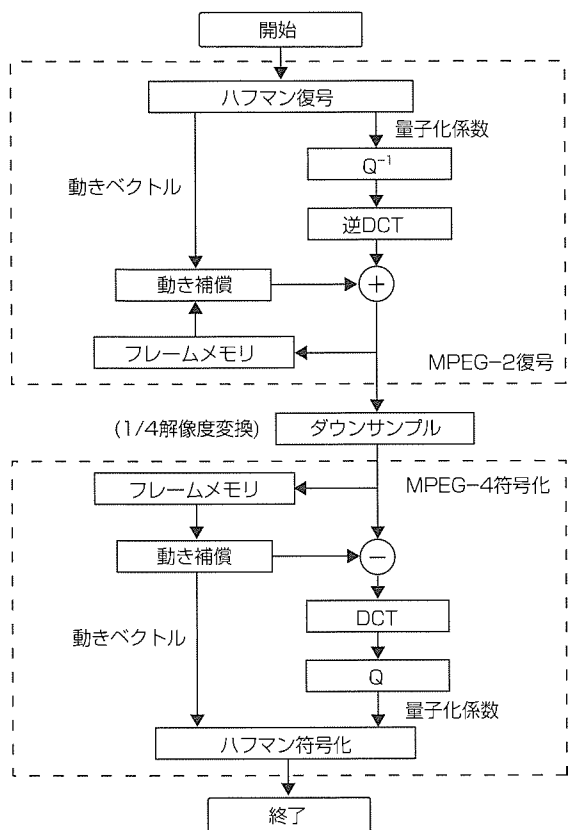 開始
ハフマン復号
量子化係数
Q⁻¹
動きベクトル
逆DCT
動き補償
+
フレームメモリ
MPEG-2復号
(1/4解像度変換)
ダウンサンプル
フレームメモリ
MPEG-4符号化
動き補償
−
DCT
動きベクトル
Q
量子化係数
ハフマン符号化
終了